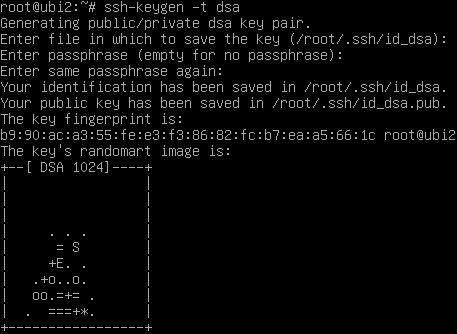 root@ubi2:~# ssh-keygen -t dsa
Generating public/private dsa key pair.
Enter file in which to save the key (/root/.ssh/id_dsa):
Enter passphrase (empty for no passphrase):
Enter same passphrase again:
Your identification has been saved in /root/.ssh/id_dsa.
Your public key has been saved in /root/.ssh/id_dsa.pub.
The key fingerprint is:
b9:90:ac:a3:55:fe:e3:f3:86:82:fc:b7:ea:a5:66:1c root@ubi2
The key's randomart image is:
+--[ DSA 1024]----+
|                 |
|                 |
|                 |
|      . . .      |
|       = S       |
|      +E. .      |
|    .+o..o.      |
|    oo.=+= .     |
|   .  ===+*.     |
+-----------------+